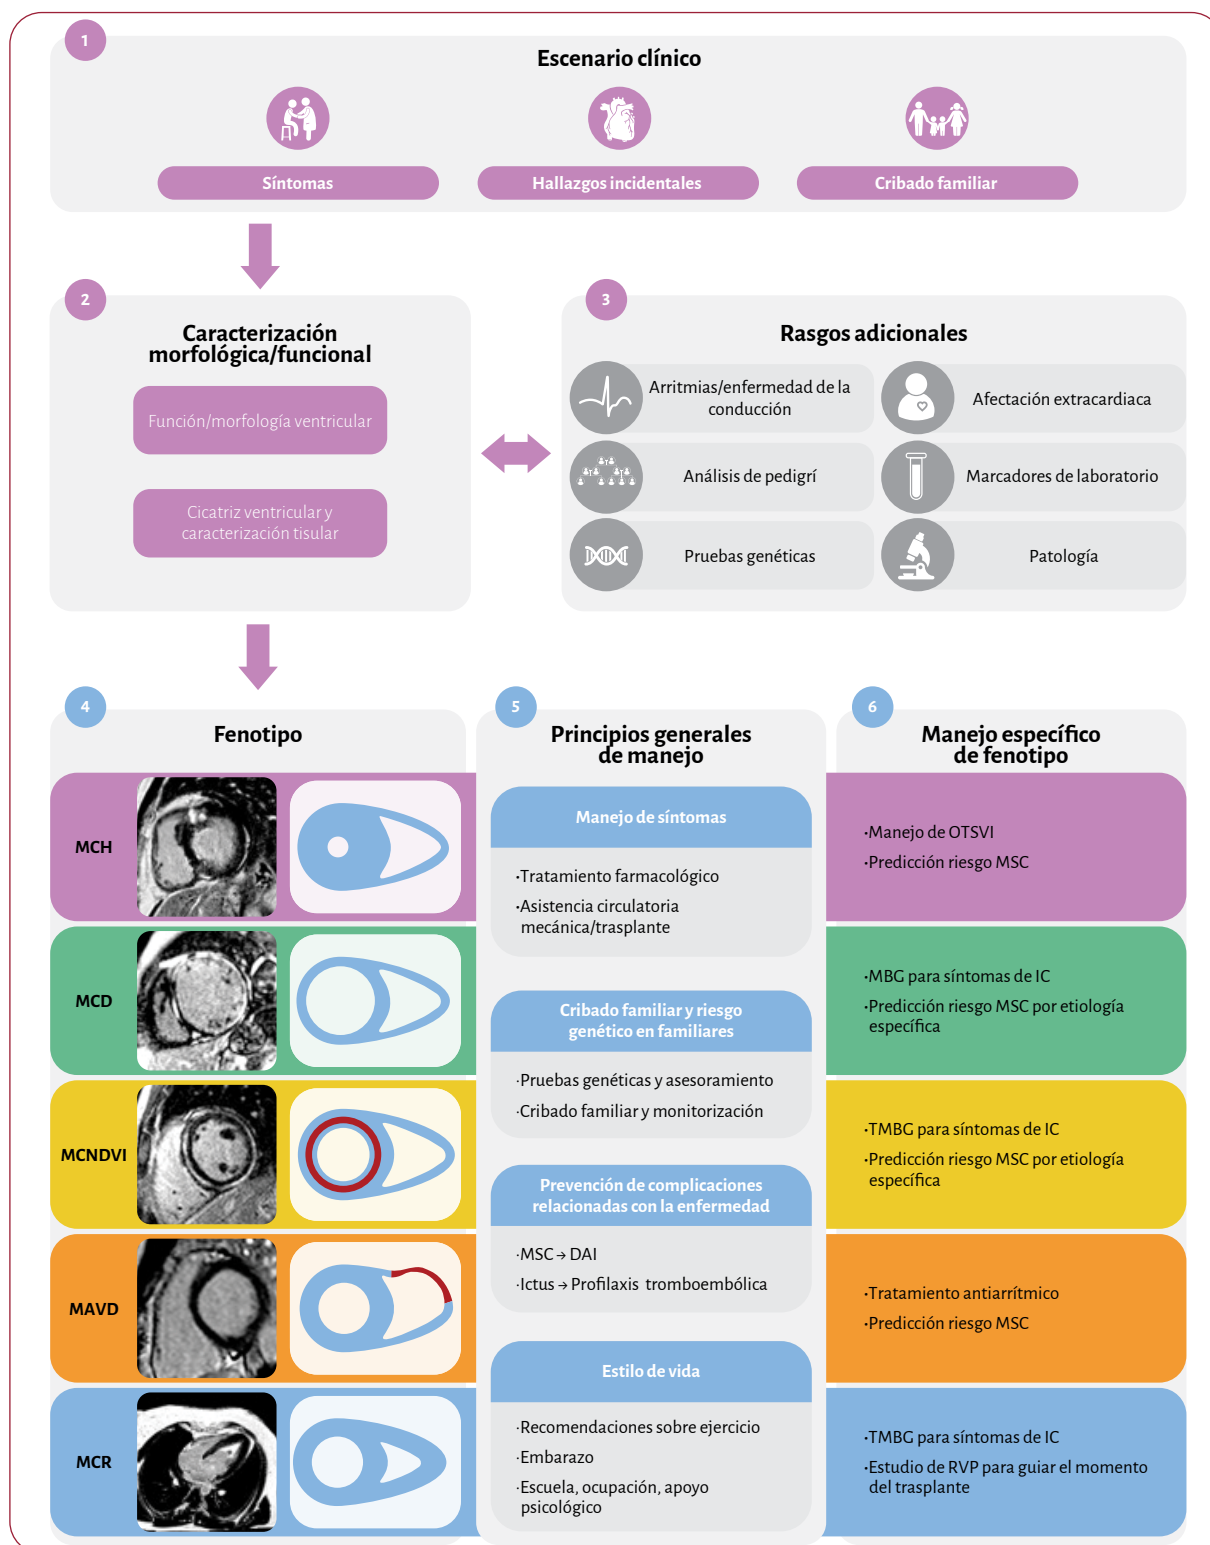 1
Escenario clínico
Síntomas
Hallazgos incidentales
Cribado familiar
2
Caracterización
morfológica/funcional
Función/morfología ventricular
Cicatriz ventricular y
caracterización tisular
3
Rasgos adicionales
Arritmias/enfermedad de la
conducción
Afectación extracardiaca
Análisis de pedigrí
Marcadores de laboratorio
Pruebas genéticas
Patología
4
Fenotipo
MCH
MCD
MCNDVI
MAVD
MCR
5
Principios generales
de manejo
Manejo de síntomas
·Tratamiento farmacológico
·Asistencia circulatoria
mecánica/trasplante
Cribado familiar y riesgo
genético en familiares
·Pruebas genéticas y asesoramiento
·Cribado familiar y monitorización
Prevención de complicaciones
relacionadas con la enfermedad
·MSC → DAI
·Ictus → Profilaxis tromboembólica
Estilo de vida
·Recomendaciones sobre ejercicio
·Embarazo
·Escuela, ocupación, apoyo
psicológico
6
Manejo específico
de fenotipo
·Manejo de OTSVI
·Predicción riesgo MSC
·MBG para síntomas de IC
·Predicción riesgo MSC por etiología
específica
·TMBG para síntomas de IC
·Predicción riesgo MSC por etiología
específica
·Tratamiento antiarrítmico
·Predicción riesgo MSC
·TMBG para síntomas de IC
·Estudio de RVP para guiar el momento
del trasplante